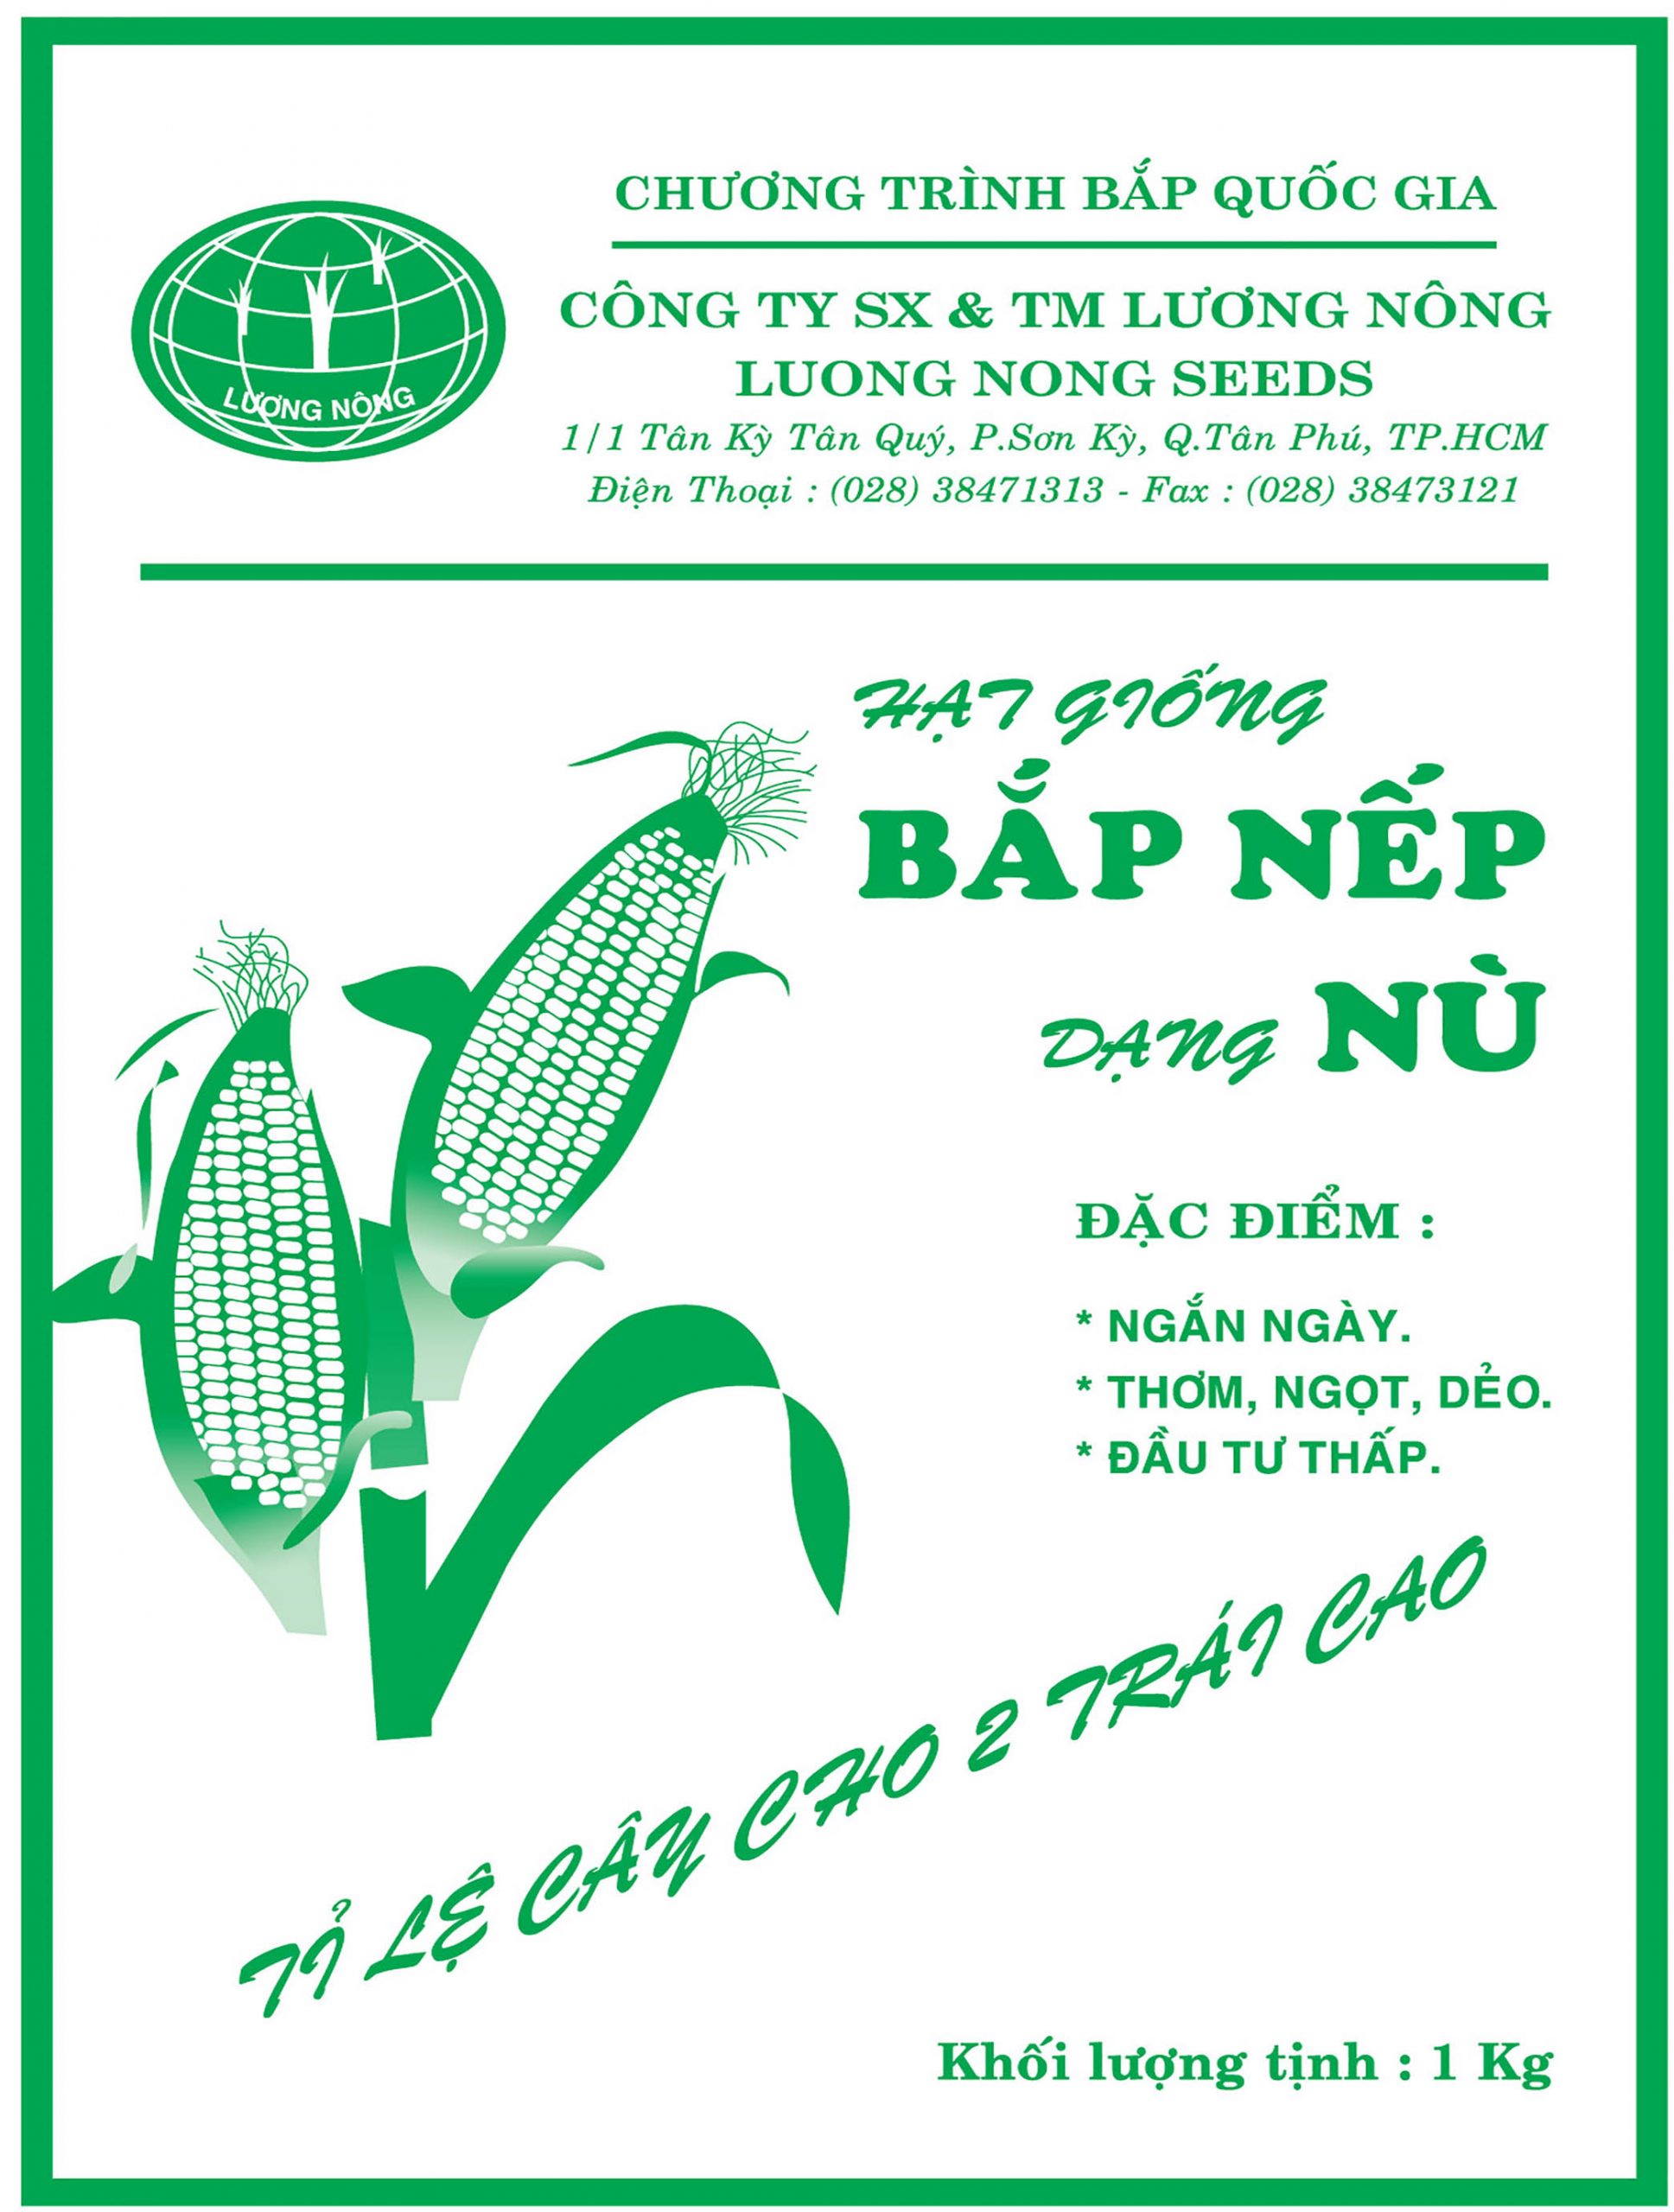 CHƯƠNG TRÌNH BẮP QUỐC GIA
CÔNG TY SX & TM LƯƠNG NÔNG
LUONG NONG SEEDS
1/1 Tân Kỳ Tân Quý, P.Sơn Kỳ, Q.Tân Phú, TP.HCM
Điện Thoại : (028) 38471313 - Fax : (028) 38473121
LƯƠNG NÔNG
HẠT GIỐNG
BẮP NẾP
DẠNG NÙ
ĐẶC ĐIỂM :
* NGẮN NGÀY.
* THƠM, NGỌT, DẺO.
* ĐẦU TƯ THẤP.
TỈ LỆ CÂY CHO 2 TRÁI CAO
Khối lượng tịnh : 1 Kg